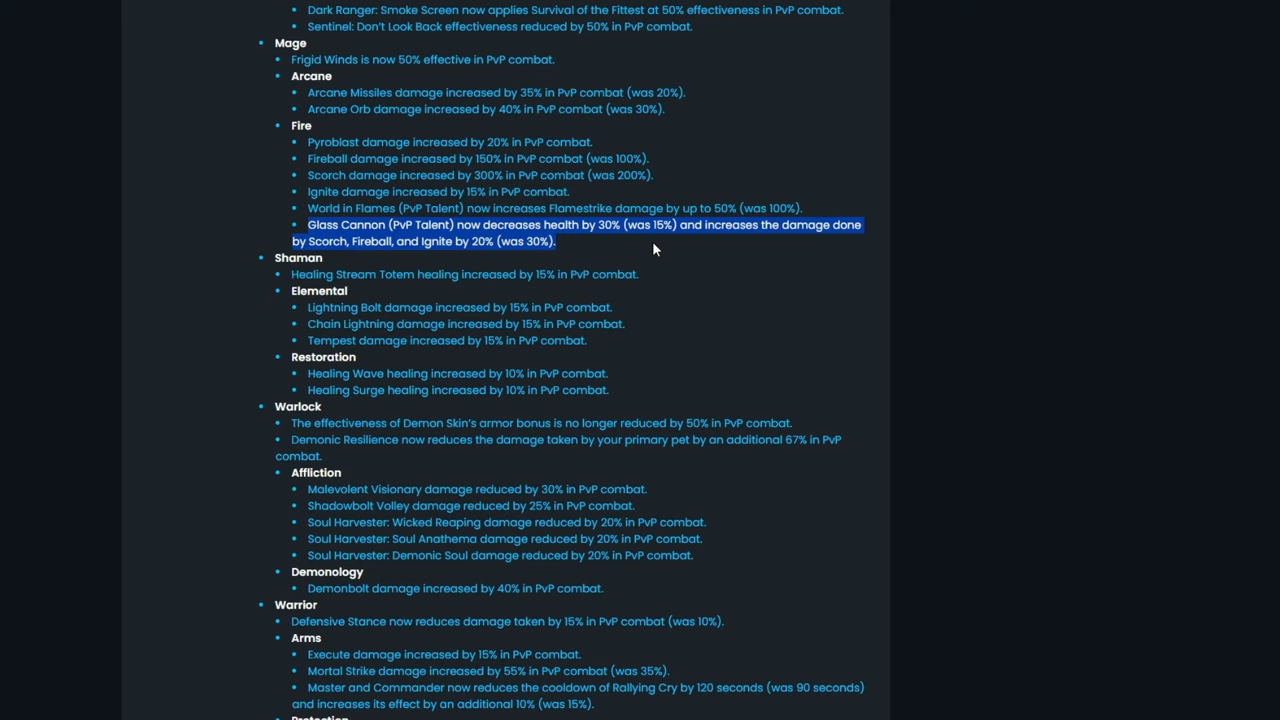 • Dark Ranger: Smoke Screen now applies Survival of the Fittest at 50% effectiveness in PvP combat.
• Sentinel: Don't Look Back effectiveness reduced by 50% in PvP combat.
• Mage
• Frigid Winds is now 50% effective in PvP combat.
• Arcane
• Arcane Missiles damage increased by 35% in PvP combat (was 20%).
• Arcane Orb damage increased by 40% in PvP combat (was 30%).
• Fire
• Pyroblast damage increased by 20% in PvP combat.
• Fireball damage increased by 150% in PvP combat (was 100%).
• Scorch damage increased by 300% in PvP combat (was 200%).
• Ignite damage increased by 15% in PvP combat.
• World in Flames (PvP Talent) now increases Flamestrike damage by up to 50% (was 100%).
• Glass Cannon (PvP Talent) now decreases health by 30% (was 15%) and increases the damage done
by Scorch, Fireball, and Ignite by 20% (was 30%).
• Shaman
• Healing Stream Totem healing increased by 15% in PvP combat.
• Elemental
• Lightning Bolt damage increased by 15% in PvP combat.
• Chain Lightning damage increased by 15% in PvP combat.
• Tempest damage increased by 15% in PvP combat.
• Restoration
• Healing Wave healing increased by 10% in PvP combat.
• Healing Surge healing increased by 10% in PvP combat.
• Warlock
• The effectiveness of Demon Skin's armor bonus is no longer reduced by 50% in PvP combat.
• Demonic Resilience now reduces the damage taken by your primary pet by an additional 67% in PvP
combat.
• Affliction
• Malevolent Visionary damage reduced by 30% in PvP combat.
• Shadowbolt Volley damage reduced by 25% in PvP combat.
• Soul Harvester: Wicked Reaping damage reduced by 20% in PvP combat.
• Soul Harvester: Soul Anathema damage reduced by 20% in PvP combat.
• Soul Harvester: Demonic Soul damage reduced by 20% in PvP combat.
• Demonology
• Demonbolt damage increased by 40% in PvP combat.
• Warrior
• Defensive Stance now reduces damage taken by 15% in PvP combat (was 10%).
• Arms
• Execute damage increased by 15% in PvP combat.
• Mortal Strike damage increased by 55% in PvP combat (was 35%).
• Master and Commander now reduces the cooldown of Rallying Cry by 120 seconds (was 90 seconds)
and increases its effect by an additional 10% (was 15%).
• Protection